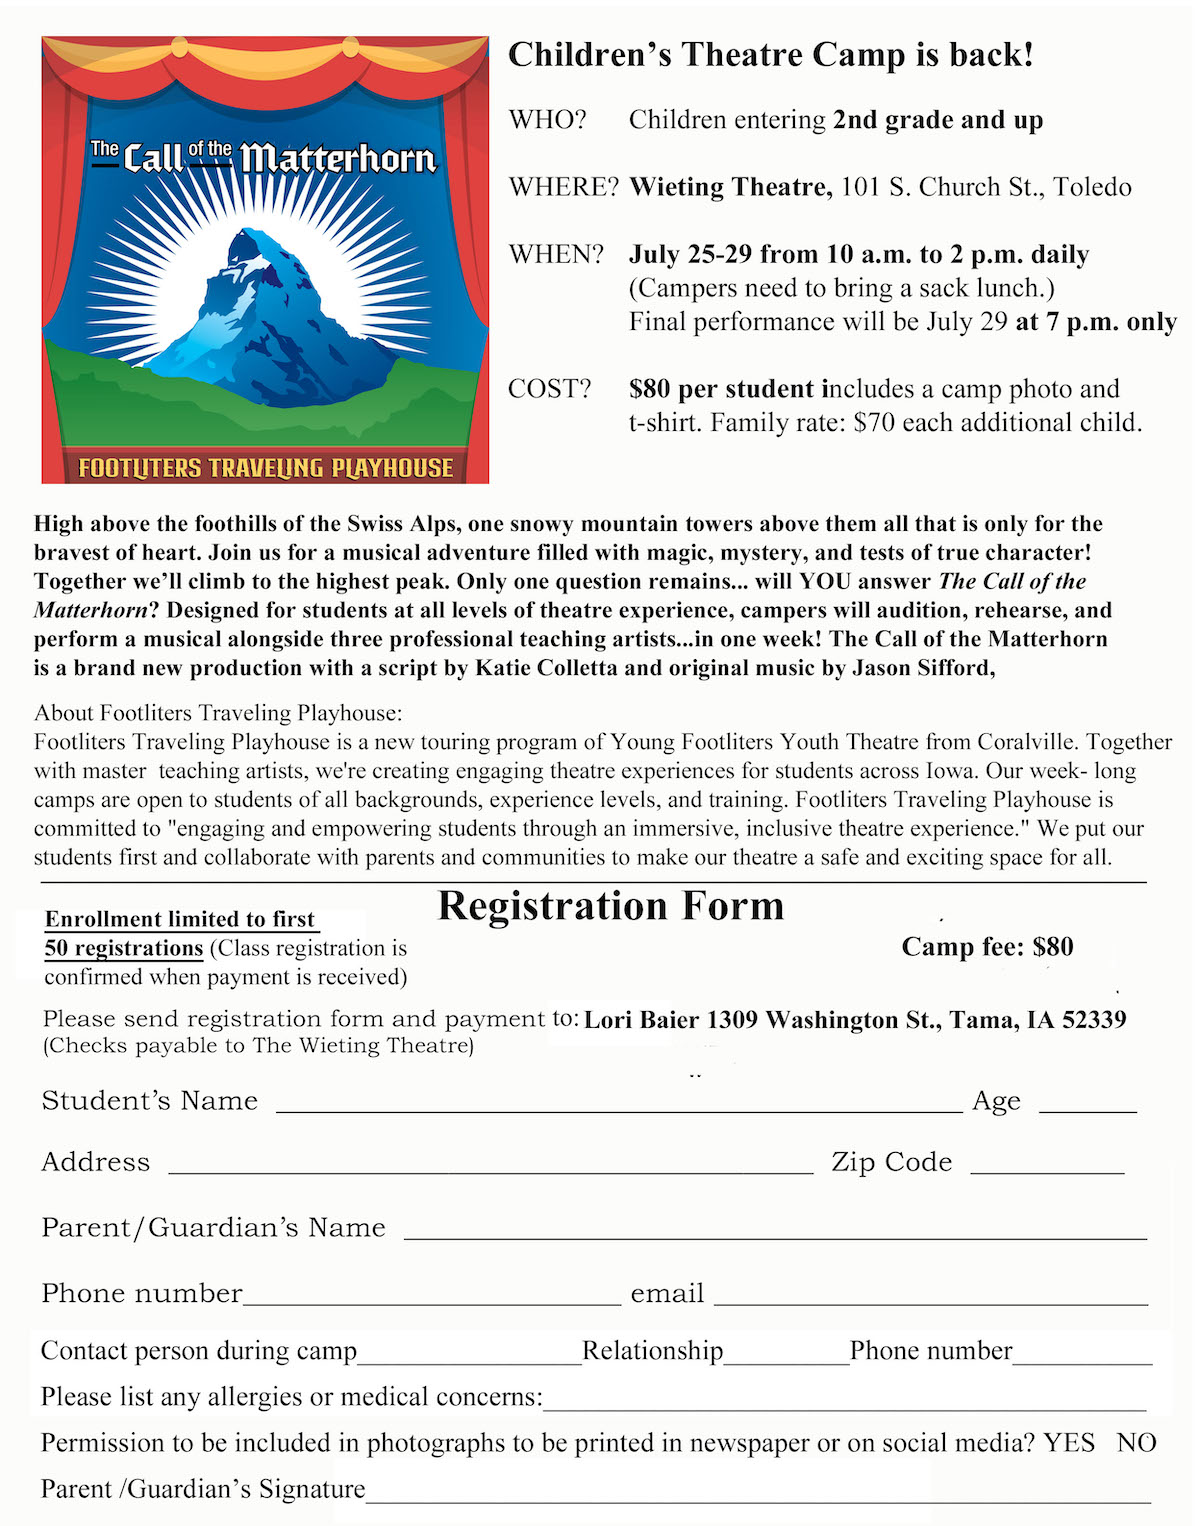 The Call of the Matterhorn
FOOTLITERS TRAVELING PLAYHOUSE
Children’s Theatre Camp is back!
WHO? Children entering 2nd grade and up
WHERE? Wieting Theatre, 101 S. Church St., Toledo
WHEN? July 25-29 from 10 a.m. to 2 p.m. daily
(Campers need to bring a sack lunch.)
Final performance will be July 29 at 7 p.m. only
COST? $80 per student includes a camp photo and
t-shirt. Family rate: $70 each additional child.
High above the foothills of the Swiss Alps, one snowy mountain towers above them all that is only for the
bravest of heart. Join us for a musical adventure filled with magic, mystery, and tests of true character!
Together we’ll climb to the highest peak. Only one question remains... will YOU answer The Call of the
Matterhorn? Designed for students at all levels of theatre experience, campers will audition, rehearse, and
perform a musical alongside three professional teaching artists...in one week! The Call of the Matterhorn
is a brand new production with a script by Katie Colletta and original music by Jason Sifford,
About Footliters Traveling Playhouse:
Footliters Traveling Playhouse is a new touring program of Young Footliters Youth Theatre from Coralville. Together
with master teaching artists, we're creating engaging theatre experiences for students across Iowa. Our week- long
camps are open to students of all backgrounds, experience levels, and training. Footliters Traveling Playhouse is
committed to "engaging and empowering students through an immersive, inclusive theatre experience." We put our
students first and collaborate with parents and communities to make our theatre a safe and exciting space for all.
Registration Form
Enrollment limited to first
50 registrations (Class registration is
confirmed when payment is received)
Camp fee: $80
Please send registration form and payment to: Lori Baier 1309 Washington St., Tama, IA 52339
(Checks payable to The Wieting Theatre)
Student’s Name Age
Address Zip Code
Parent/Guardian’s Name
Phone number email
Contact person during camp Relationship Phone number
Please list any allergies or medical concerns:
Permission to be included in photographs to be printed in newspaper or on social media? YES NO
Parent /Guardian’s Signature